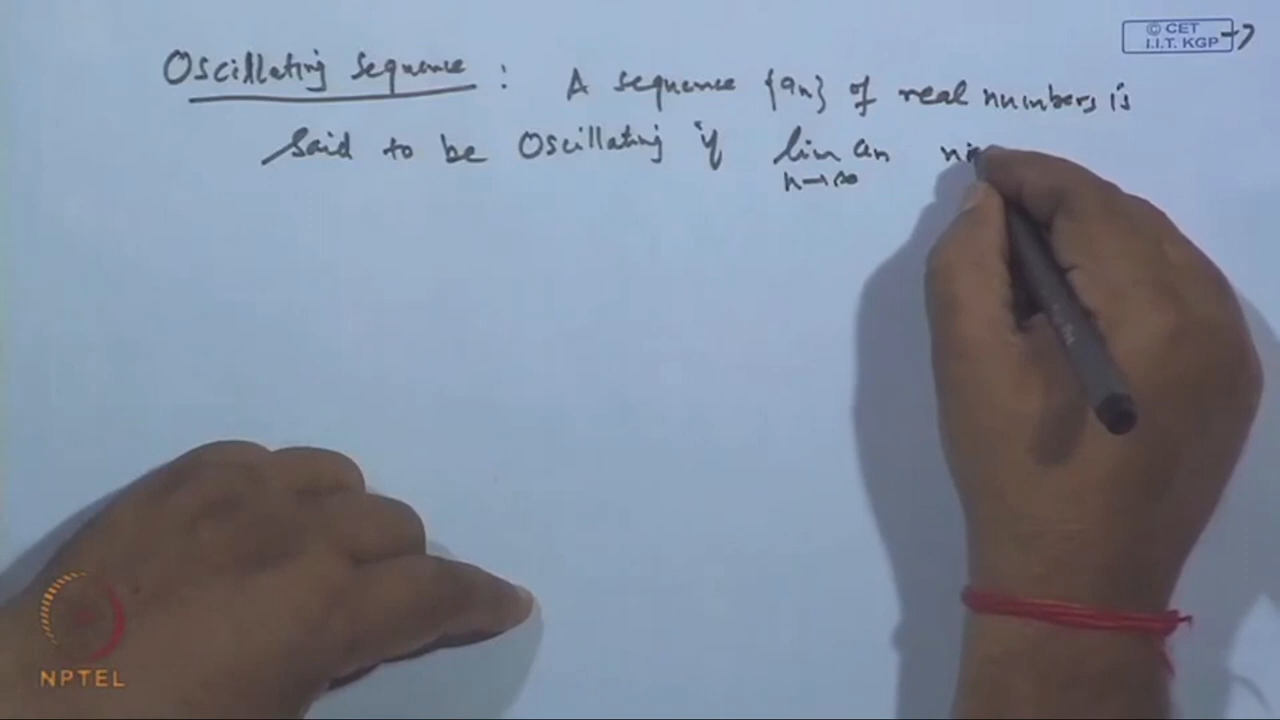 © CET
I.I.T. KGP
Oscillating Sequence : A sequence {an} of real numbers is
Said to be Oscillating if lim an
n→∞
NPTEL